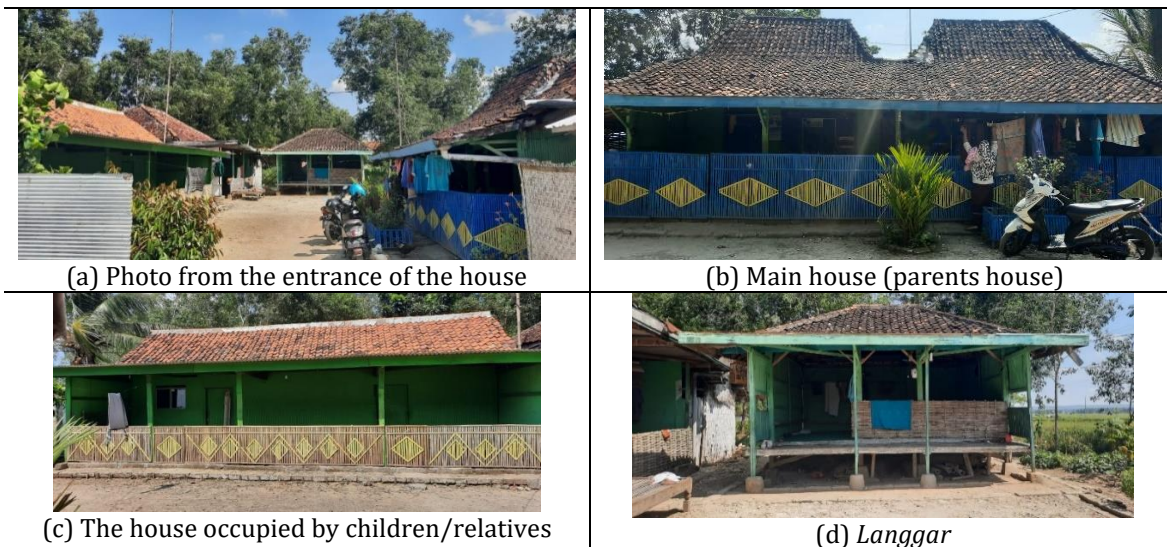 (a) Photo from the entrance of the house
(b) Main house (parents house)
(c) The house occupied by children/relatives
(d) Langgar